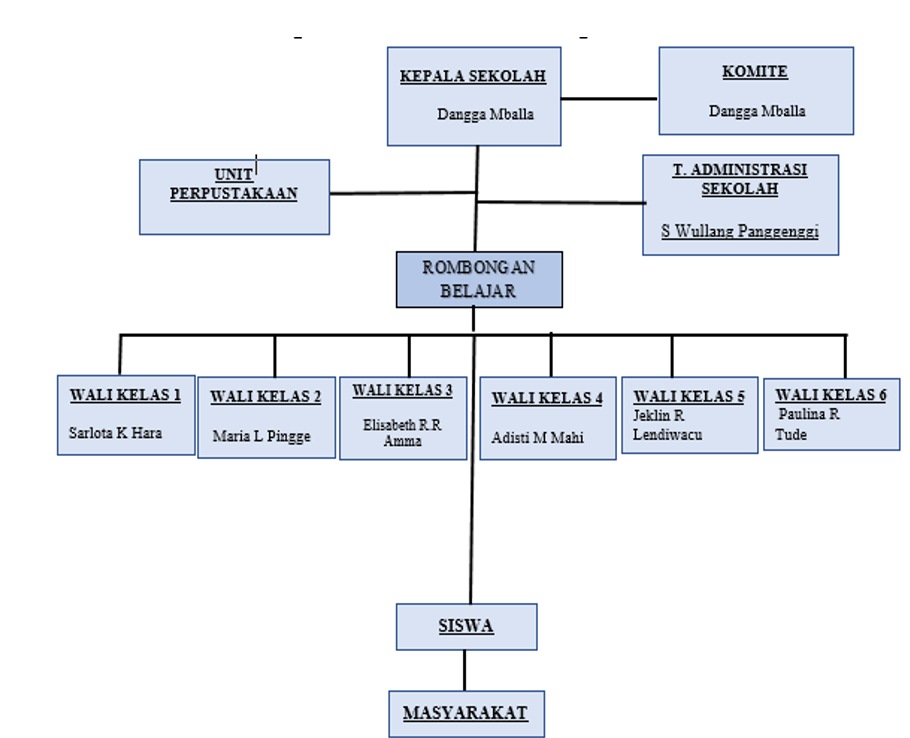 KEPALA SEKOLAH
Dangga Mballa
KOMITE
Dangga Mballa
UNIT
PERPUSTAKAAN
T. ADMINISTRASI
SEKOLAH
S Wullang Panggenggi
ROMBONGAN
BELAJAR
WALI KELAS 1
Sarlota K Hara
WALI KELAS 2
Maria L Pingge
WALI KELAS 3
Elisabeth R.R
Amma
WALI KELAS 4
Adisti M Mahi
WALI KELAS 5
Jeklin R
Lendiwacu
WALI KELAS 6
Paulina R
Tude
SISWA
MASYARAKAT